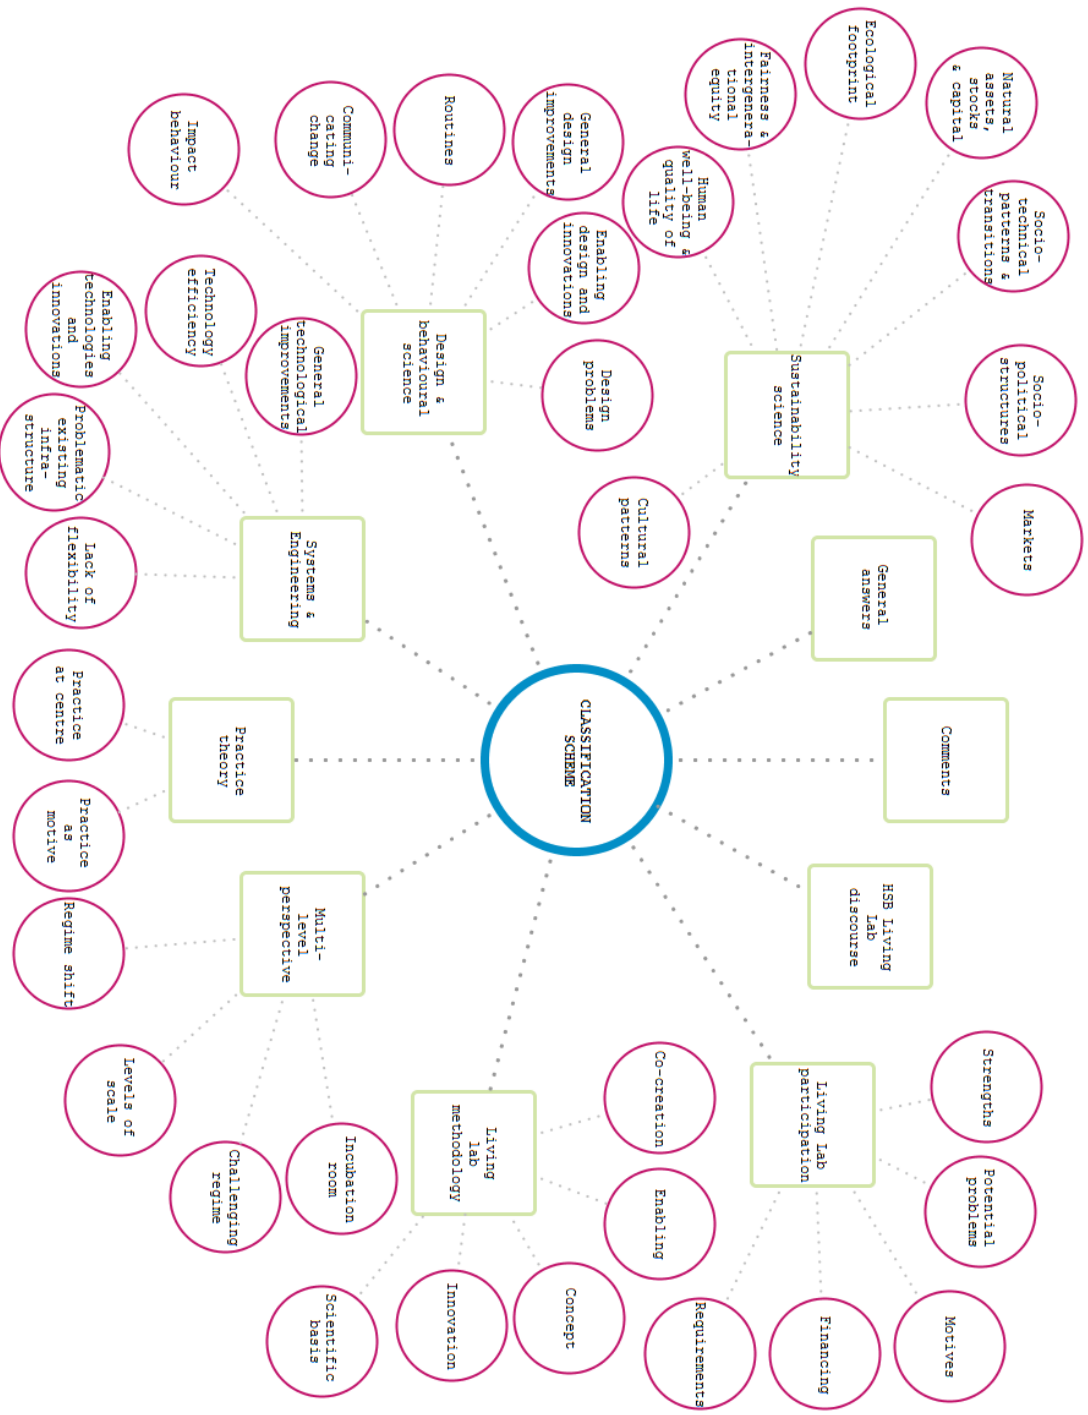 CLASSIFICATION
SCHEME
Sustainability
science
Human
well-being &
quality of
life
Fairness &
intergenera-
tional
equity
Ecological
footprint
Natural
assets,
stocks
& capital
Socio-
technical
patterns &
transitions
Socio-
political
structures
Markets
Cultural
patterns
General
answers
Comments
HSB Living
Lab
discourse
Living Lab
participation
Strengths
Potential
problems
Motives
Financing
Requirements
Living
lab
methodology
Co-creation
Enabling
Concept
Innovation
Scientific
basis
Multi-
level
perspective
Incubation
room
Challenging
regime
Levels of
scale
Regime shift
Practice
theory
Practice
as
motive
Practice
at centre
Systems &
Engineering
Lack of
flexibility
Problematic
existing
infra-
structure
Enabling
technologies
and
innovations
Technology
efficiency
General
technological
improvements
Design &
behavioural
science
Impact
behaviour
Communi-
cating
change
Routines
General
design
improvements
Enabling
design and
innovations
Design
problems